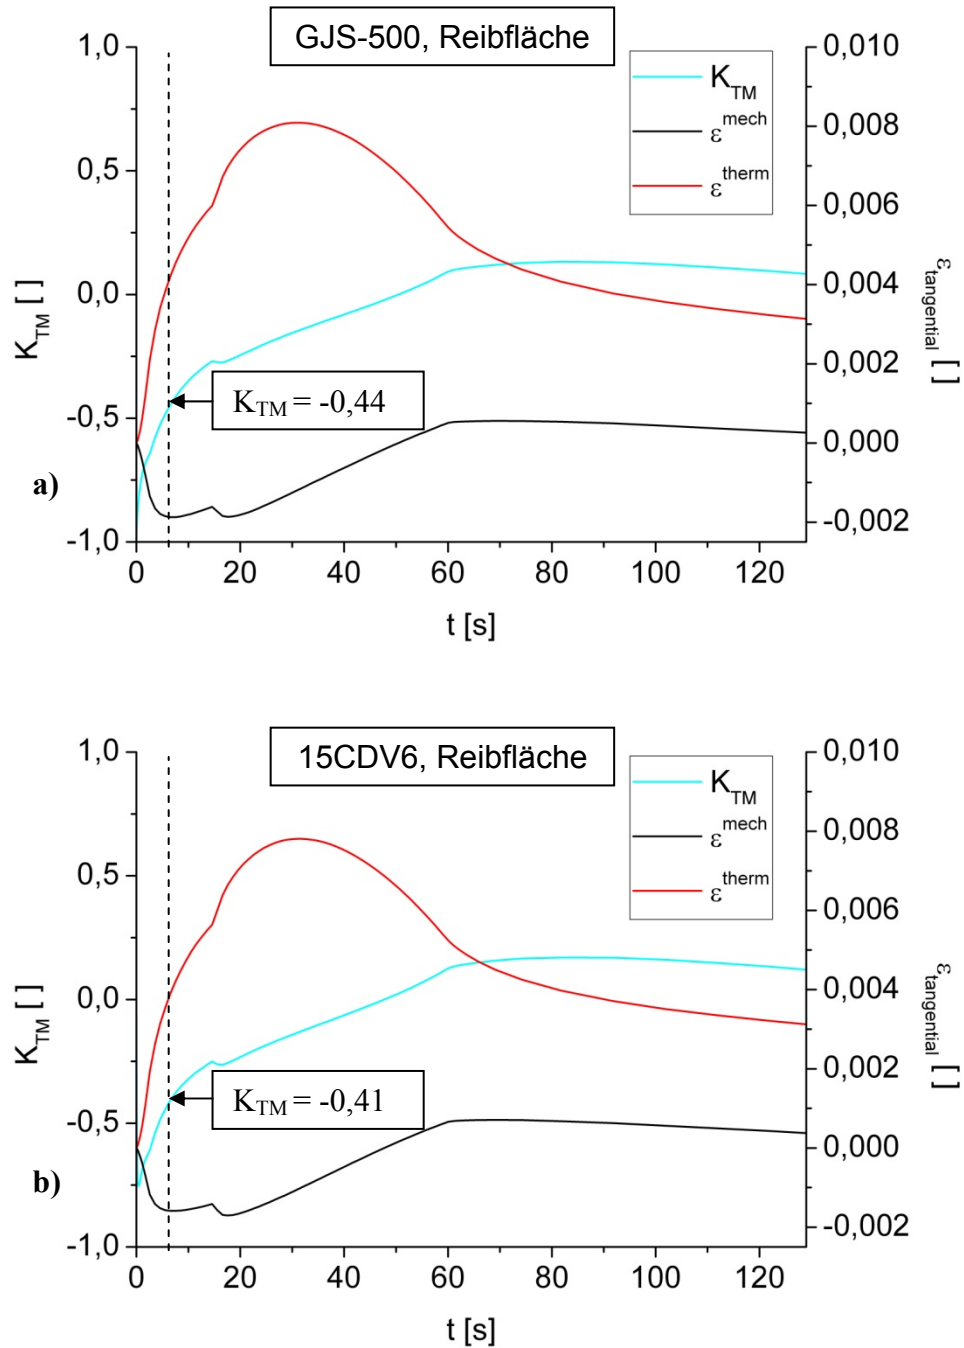 GJS-500, Reibfläche
1,0
0,5
0,0
-0,5
-1,0
K_TM [ ]
0,010
0,008
0,006
0,004
0,002
0,000
-0,002
ε_tangential [ ]
K_TM
ε^mech
ε^therm
K_TM = -0,44
a)
0 20 40 60 80 100 120
t [s]
15CDV6, Reibfläche
1,0
0,5
0,0
-0,5
-1,0
K_TM [ ]
0,010
0,008
0,006
0,004
0,002
0,000
-0,002
ε_tangential [ ]
K_TM
ε^mech
ε^therm
K_TM = -0,41
b)
0 20 40 60 80 100 120
t [s]